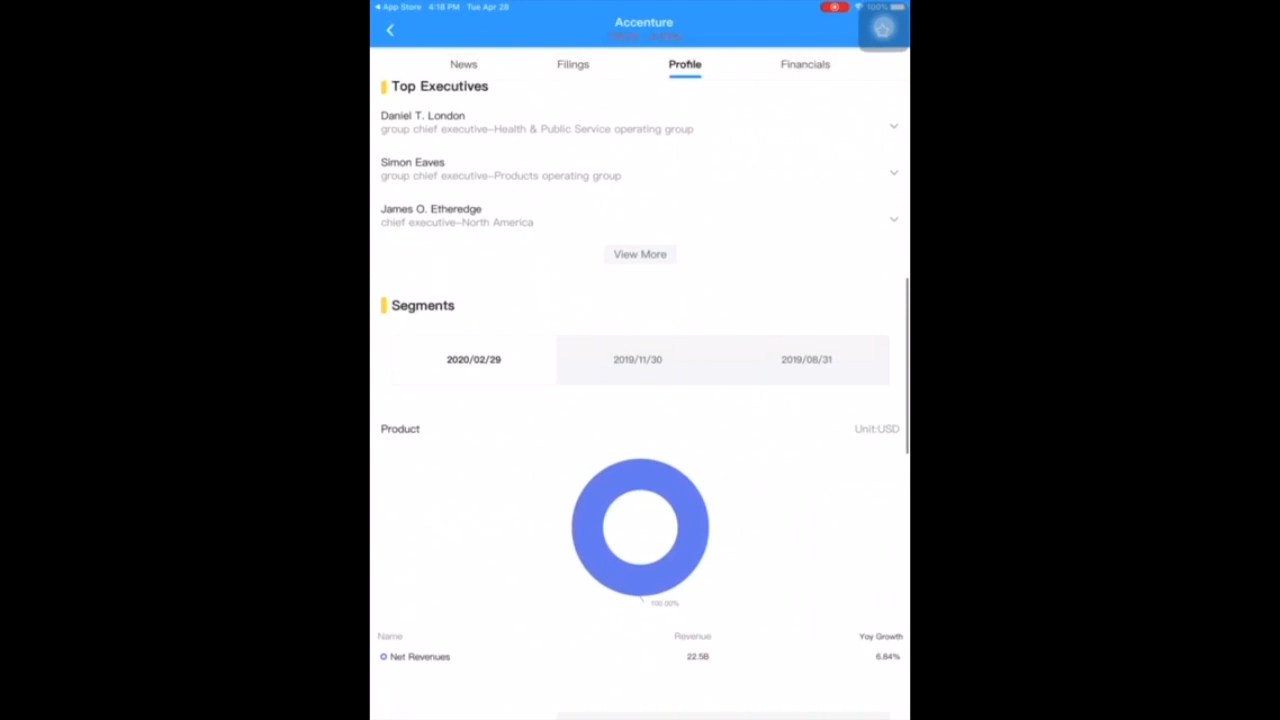 App Store 4:18 PM Tue Apr 28
100%
Accenture
News Filings Profile Financials
Top Executives
Daniel T. London
group chief executive-Health & Public Service operating group
Simon Eaves
group chief executive-Products operating group
James O. Etheredge
chief executive-North America
View More
Segments
2020/02/29 2019/11/30 2019/08/31
Product Unit:USD
100.00%
Name Revenue Yoy Growth
Net Revenues 22.5B 6.84%